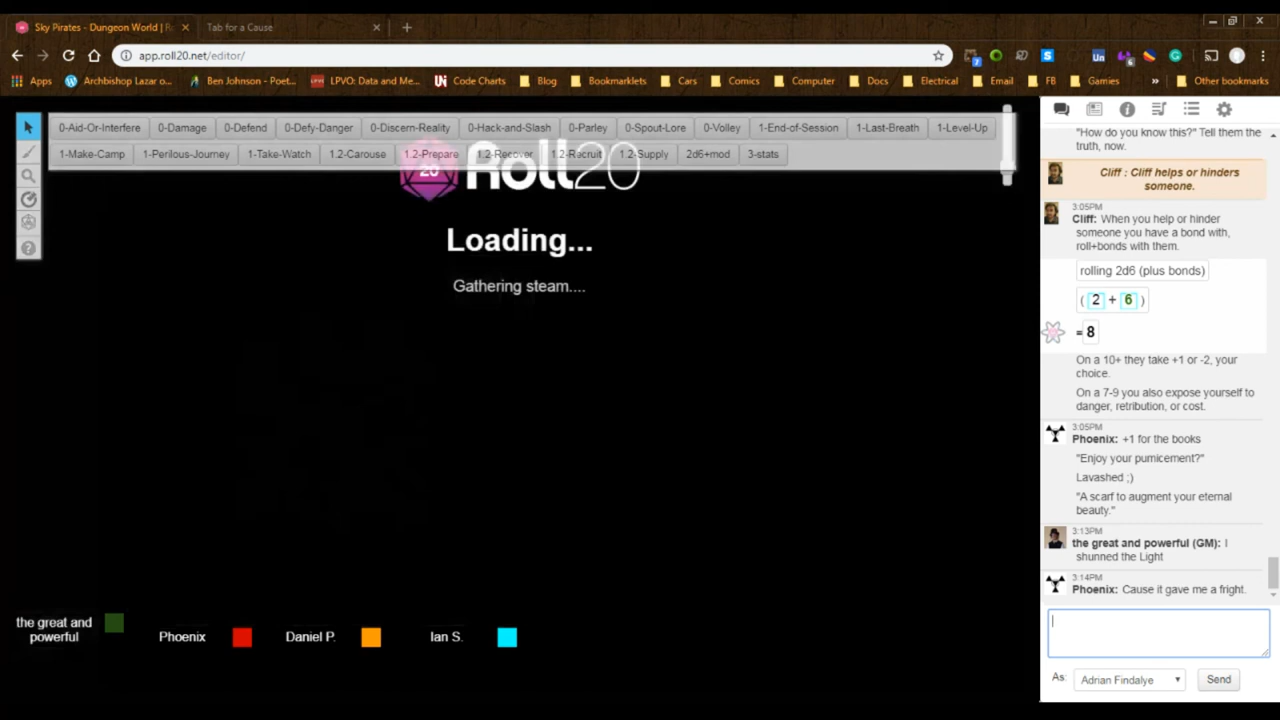 Sky Pirates - Dungeon World | R
Tab for a Cause
app.roll20.net/editor/
Apps
Archbishop Lazar o...
Ben Johnson - Poet...
LPVO: Data and Me...
Code Charts
Blog
Bookmarklets
Cars
Comics
Computer
Docs
Electrical
Email
FB
Games
»
Other bookmarks
0-Aid-Or-Interfere 0-Damage 0-Defend 0-Defy-Danger 0-Discern-Reality 0-Hack-and-Slash 0-Parley 0-Spout-Lore 0-Volley 1-End-of-Session 1-Last-Breath 1-Level-Up
1-Make-Camp 1-Perilous-Journey 1-Take-Watch 1.2-Carouse 1.2-Prepare 1.2-Recover 1.2-Recruit 1.2-Supply 2d6+mod 3-stats
20 Roll20
Loading...
Gathering steam....
the great and
powerful
Phoenix
Daniel P.
Ian S.
"How do you know this?" Tell them the
truth, now.
Cliff : Cliff helps or hinders
someone.
3:05PM
Cliff: When you help or hinder
someone you have a bond with,
roll+bonds with them.
rolling 2d6 (plus bonds)
( 2 + 6 )
= 8
On a 10+ they take +1 or -2, your
choice.
On a 7-9 you also expose yourself to
danger, retribution, or cost.
3:05PM
Phoenix: +1 for the books
"Enjoy your pumicement?"
Lavashed ;)
"A scarf to augment your eternal
beauty."
3:13PM
the great and powerful (GM): I
shunned the Light
3:14PM
Phoenix: Cause it gave me a fright.
As: Adrian Findalye Send